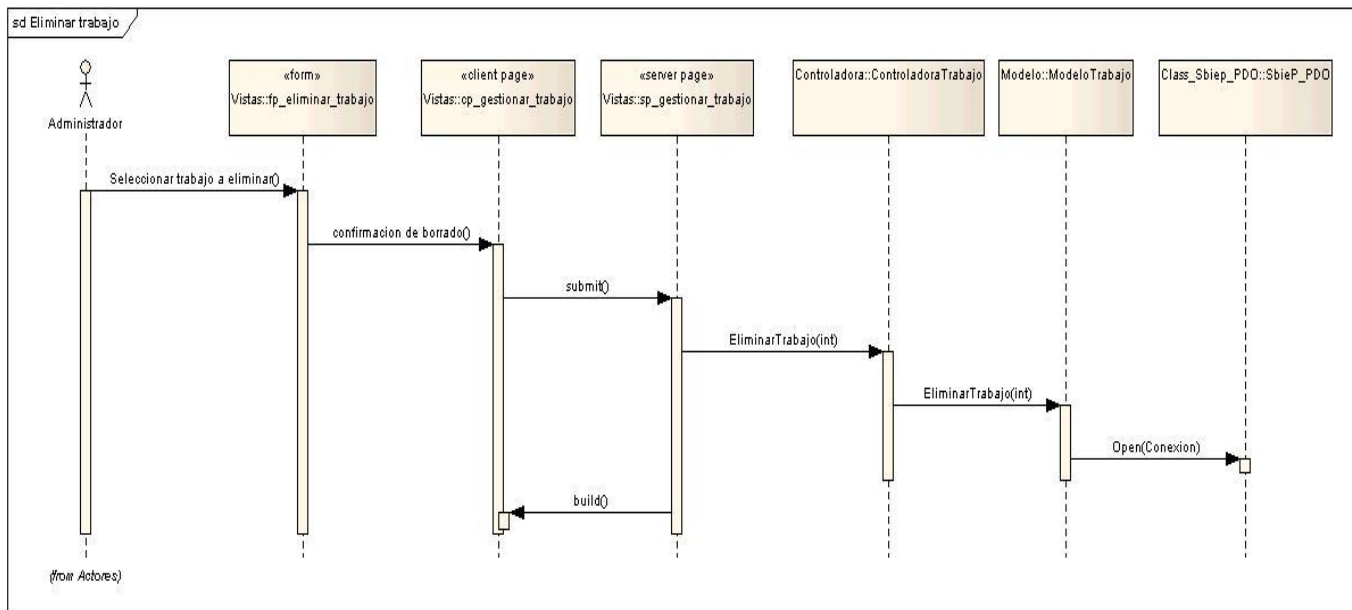 sd Eliminar trabajo
Administrador
«form»
Vistas::fp_eliminar_trabajo
«client page»
Vistas::cp_gestionar_trabajo
«server page»
Vistas::sp_gestionar_trabajo
Controladora::ControladoraTrabajo
Modelo::ModeloTrabajo
Class_Sbiep_PDO::SbieP_PDO
Seleccionar trabajo a eliminar()
confirmacion de borrado()
submit()
EliminarTrabajo(int)
EliminarTrabajo(int)
Open(Conexion)
build()
(from Actores)